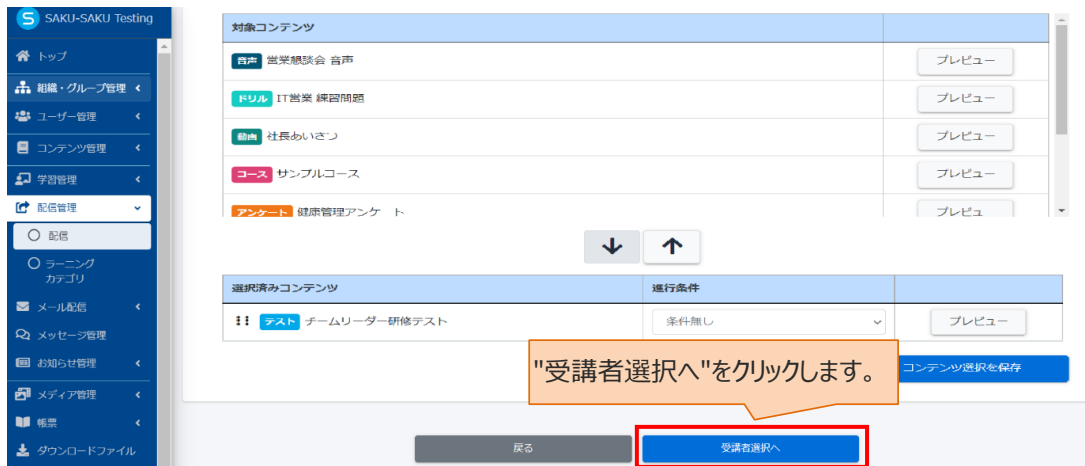 SAKU-SAKU Testing
トップ
組織・グループ管理
ユーザー管理
コンテンツ管理
学習管理
配信管理
配信
ラーニング
カテゴリ
メール配信
メッセージ管理
お知らせ管理
メディア管理
帳票
ダウンロードファイル
対象コンテンツ
音声 営業懇談会 音声 プレビュー
ドリル IT営業 練習問題 プレビュー
動画 社長あいさつ プレビュー
コース サンプルコース プレビュー
アンケート 健康管理アンケート プレビュ
選択済みコンテンツ 進行条件
テスト チームリーダー研修テスト 条件無し プレビュー
"受講者選択へ"をクリックします。
コンテンツ選択を保存
戻る 受講者選択へ